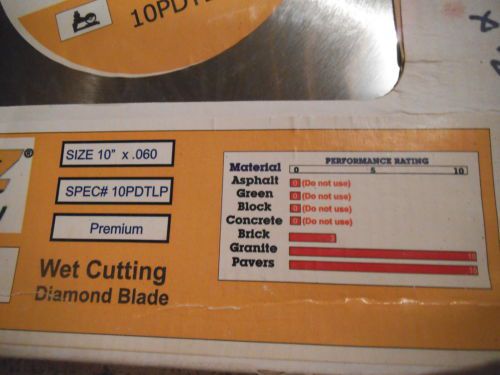 10PDTL
®
SIZE 10" x .060
SPEC# 10PDTLP
Premium
Wet Cutting
Diamond Blade
PERFORMANCE RATING
Material 0 5 10
Asphalt 0 (Do not use)
Green 0 (Do not use)
Block 0 (Do not use)
Concrete 0 (Do not use)
Brick 3
Granite 10
Pavers 10